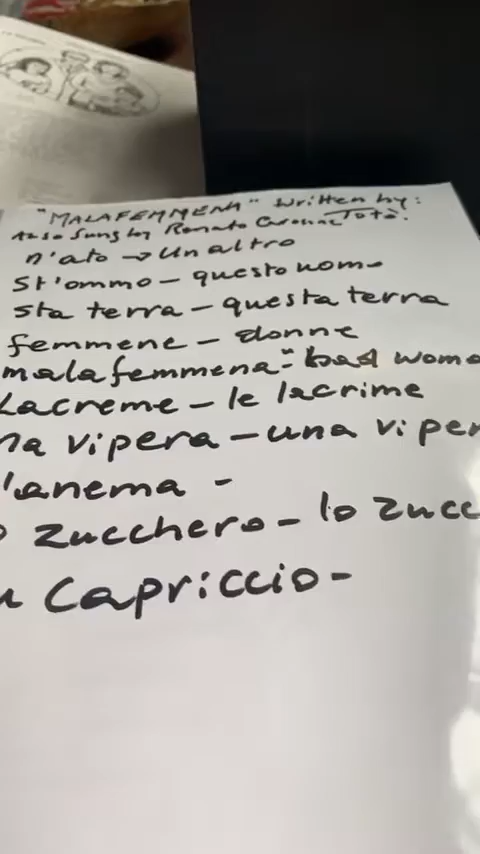 "MALAFEMMENA" Written by:
Also Sung by Renato Carosone Totò.
n'ato → un altro
St'ommo - questo uomo
sta terra - questa terra
femmene - donne
malafemmena - "bad woma
Lacreme - le lacrime
na vipera - una viper
l'anema -
o zucchero - lo zucc
u Capriccio -